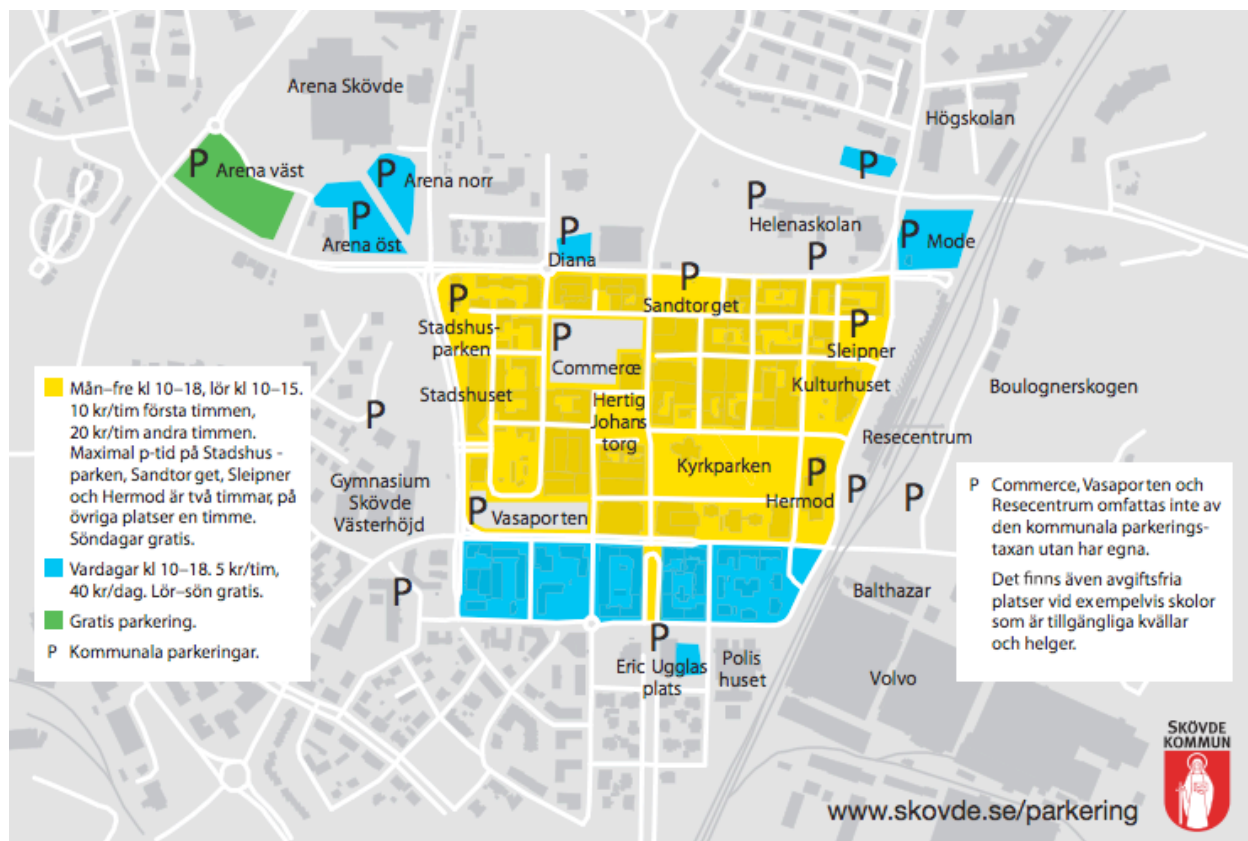 Arena Skövde
Högskolan
P Arena väst
P Arena norr
P
P
Arena öst
P
Diana
P
Helenaskolan
P
P Mode
P
Stadshus-
parken
P
Sandtorget
P
Sleipner
P
Commerce
Stadshuset
Hertig
Johans
torg
Kulturhuset
Boulognerskogen
Resecentrum
P
Gymnasium
Skövde
Västerhöjd
Kyrkparken
P
Hermod
P
P
P Vasaporten
P
Balthazar
P
Eric Ugglas
plats
Polis
huset
Volvo
Mån–fre kl 10–18, lör kl 10–15.
10 kr/tim första timmen,
20 kr/tim andra timmen.
Maximal p-tid på Stadshus -
parken, Sandtorget, Sleipner
och Hermod är två timmar, på
övriga platser en timme.
Söndagar gratis.
Vardagar kl 10–18. 5 kr/tim,
40 kr/dag. Lör–sön gratis.
Gratis parkering.
P Kommunala parkeringar.
P Commerce, Vasaporten och
Resecentrum omfattas inte av
den kommunala parkerings-
taxan utan har egna.
Det finns även avgiftsfria
platser vid exempelvis skolor
som är tillgängliga kvällar
och helger.
SKÖVDE
KOMMUN
www.skovde.se/parkering